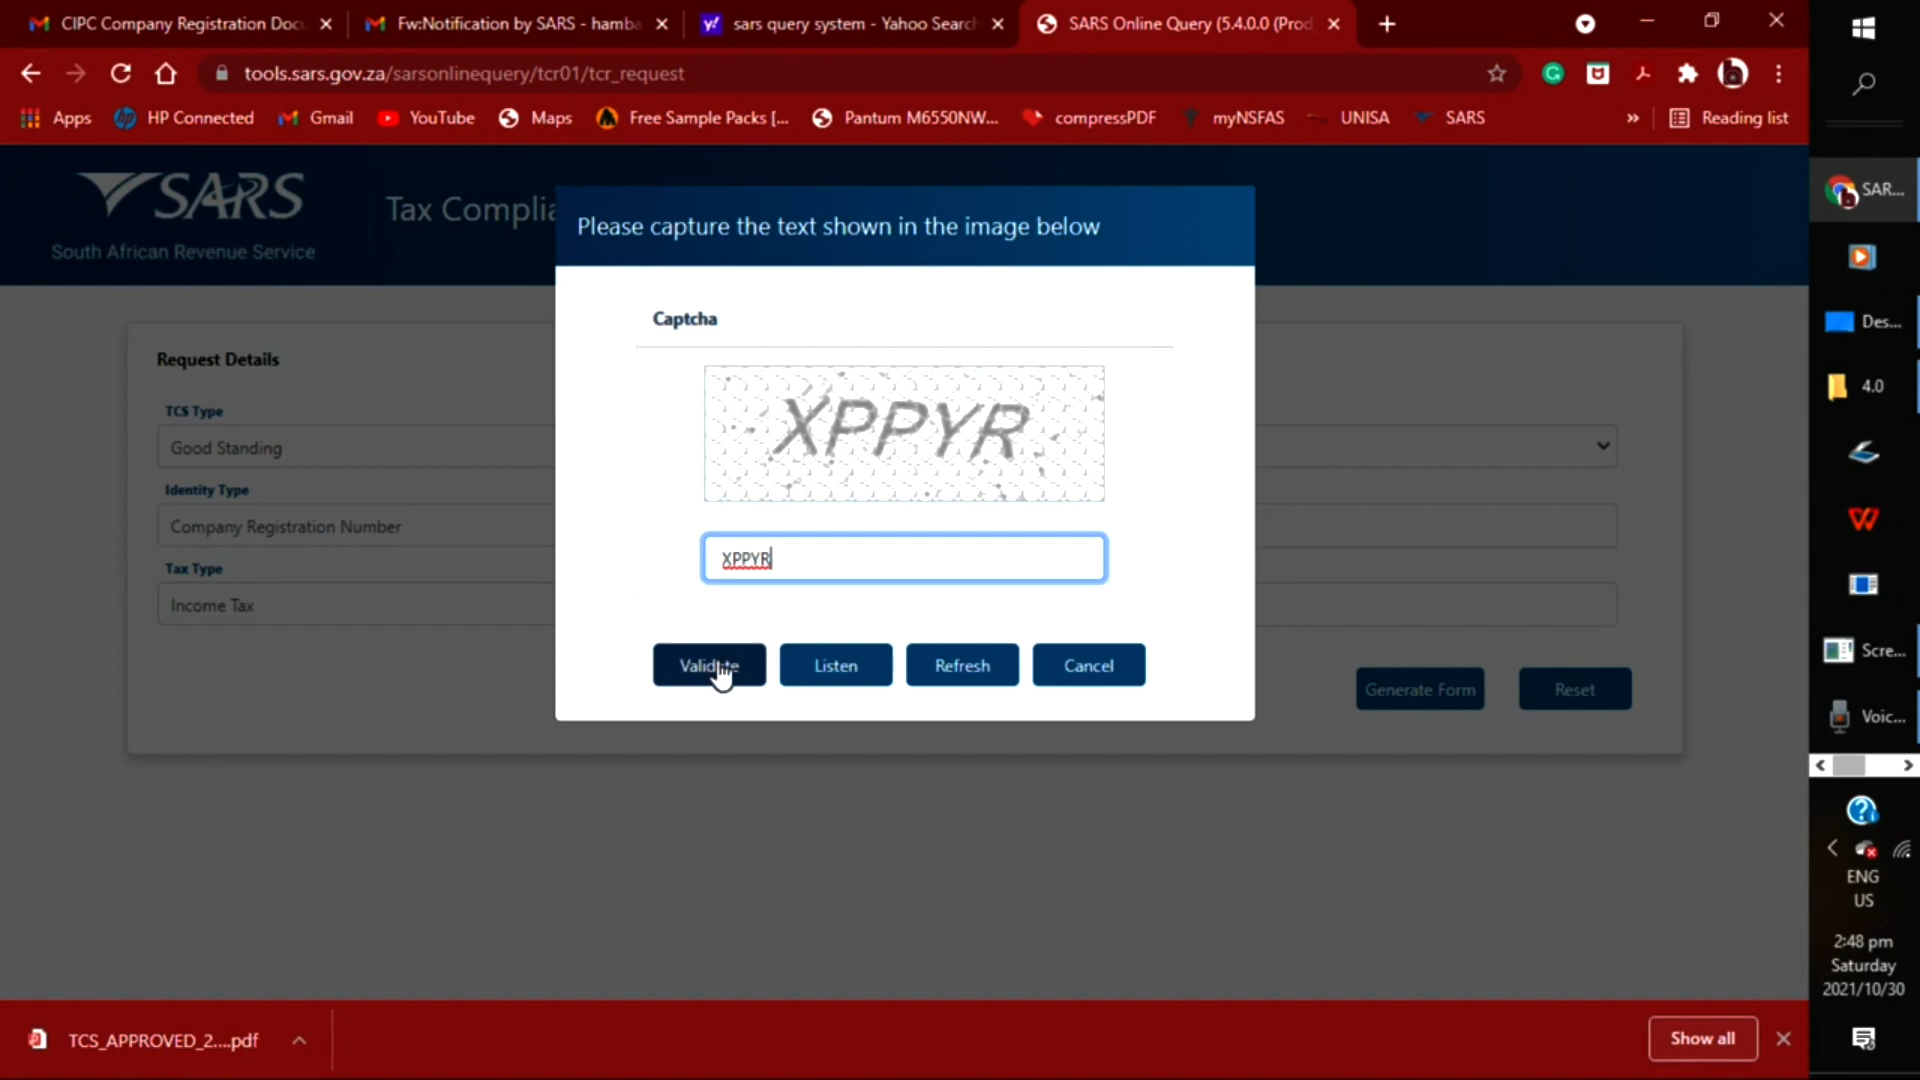 CIPC Company Registration Docu
Fw:Notification by SARS - hamba
sars query system - Yahoo Search
SARS Online Query (5.4.0.0 (Prod
tools.sars.gov.za/sarsonlinequery/tcr01/tcr_request
Apps
HP Connected
Gmail
YouTube
Maps
Free Sample Packs [...
Pantum M6550NW...
compressPDF
myNSFAS
UNISA
SARS
»
Reading list
SARS
South African Revenue Service
Tax Complia
Please capture the text shown in the image below
Captcha
XPPYR
XPPYR
Validate
Listen
Refresh
Cancel
Request Details
TCS Type
Good Standing
Identity Type
Company Registration Number
Tax Type
Income Tax
Generate Form
Reset
TCS_APPROVED_2....pdf
Show all
SAR...
Des...
4.0
Scre...
Voic...
ENG
US
2:48 pm
Saturday
2021/10/30